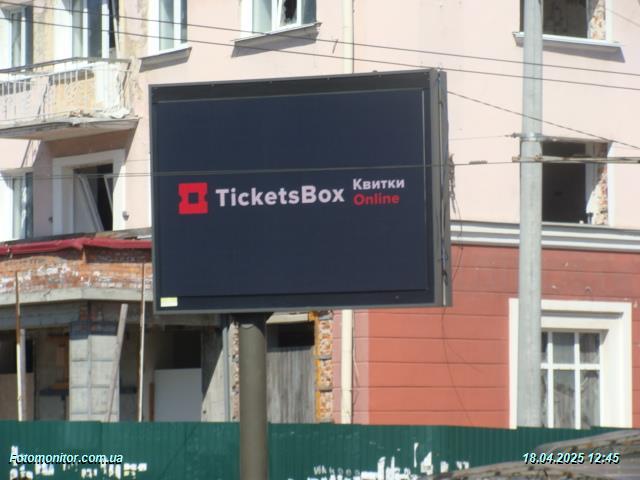 TicketsBox
Квитки
Online
Fotomonitor.com.ua
18.04.2025 12:45